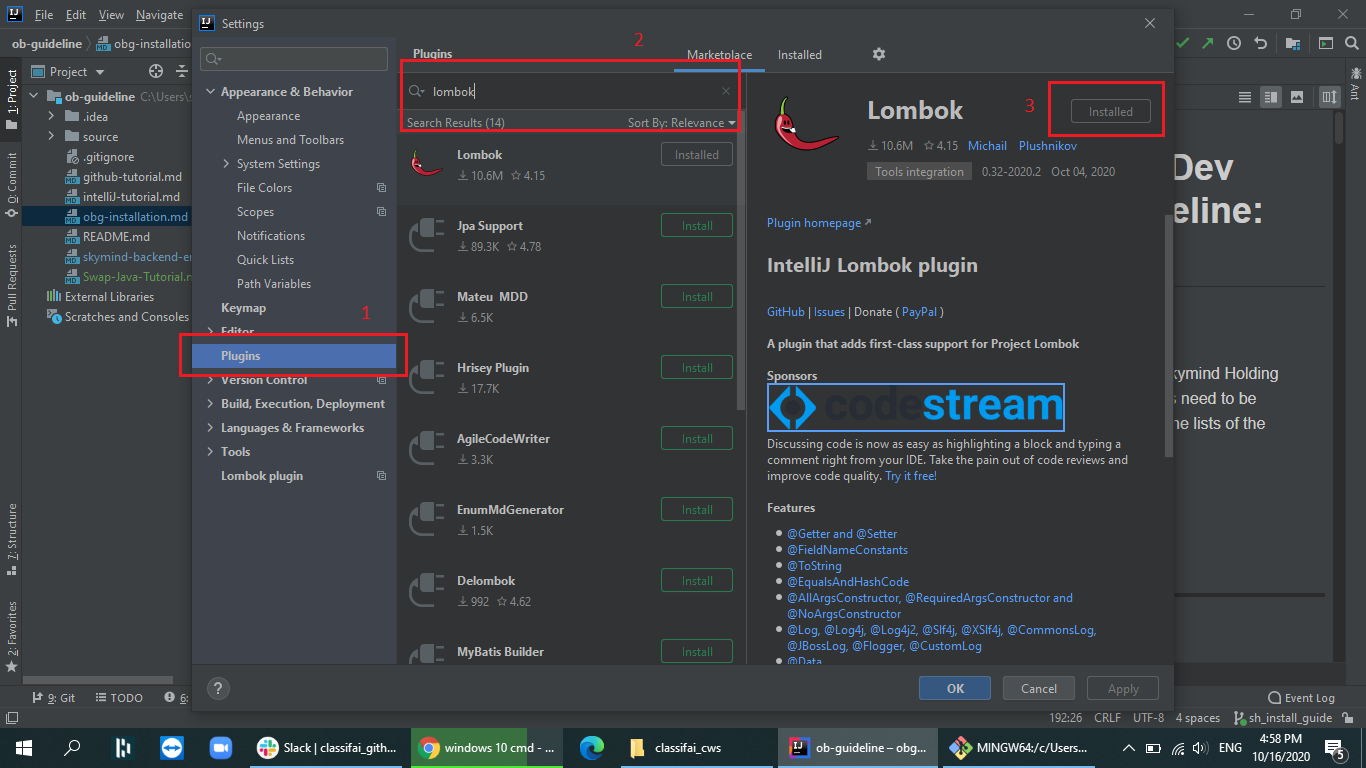 File Edit View Navigate
Settings
ob-guideline obg-installatio
Project
1: Project
Commit
Pull Requests
7: Structure
2: Favorites
Ant
ob-guideline C:\Users\s
.idea
source
.gitignore
github-tutorial.md
intelliJ-tutorial.md
obg-installation.md
README.md
skymind-backend-e
Swap-Java-Tutorial.
External Libraries
Scratches and Consoles
Appearance & Behavior
Appearance
Menus and Toolbars
System Settings
File Colors
Scopes
Notifications
Quick Lists
Path Variables
Keymap
Editor
1
Plugins
Version Control
Build, Execution, Deployment
Languages & Frameworks
Tools
Lombok plugin
Plugins
2
Marketplace Installed
lombok
Search Results (14) Sort By: Relevance
Lombok Installed
10.6M 4.15
Jpa Support Install
89.3K 4.78
Mateu MDD Install
6.5K
Hrisey Plugin Install
17.7K
AgileCodeWriter Install
3.3K
EnumMdGenerator Install
1.5K
Delombok Install
992 4.62
MyBatis Builder Install
Lombok
3
Installed
10.6M 4.15 Michail Plushnikov
Tools integration 0.32-2020.2 Oct 04, 2020
Plugin homepage
IntelliJ Lombok plugin
GitHub | Issues | Donate ( PayPal )
A plugin that adds first-class support for Project Lombok
Sponsors
codestream
Discussing code is now as easy as highlighting a block and typing a
comment right from your IDE. Take the pain out of code reviews and
improve code quality. Try it free!
Features
@Getter and @Setter
@FieldNameConstants
@ToString
@EqualsAndHashCode
@AllArgsConstructor, @RequiredArgsConstructor and
@NoArgsConstructor
@Log, @Log4j, @Log4j2, @Slf4j, @XSlf4j, @CommonsLog,
@JBossLog, @Flogger, @CustomLog
@Data
Dev
eline:
kymind Holding
s need to be
he lists of the
? OK Cancel Apply
9: Git TODO 6: Event Log
192:26 CRLF UTF-8 4 spaces sh_install_guide
Slack | classifai_gith... windows 10 cmd - ... classifai_cws ob-guideline – obg... MINGW64:/c/Users... ENG
4:58 PM
10/16/2020
5